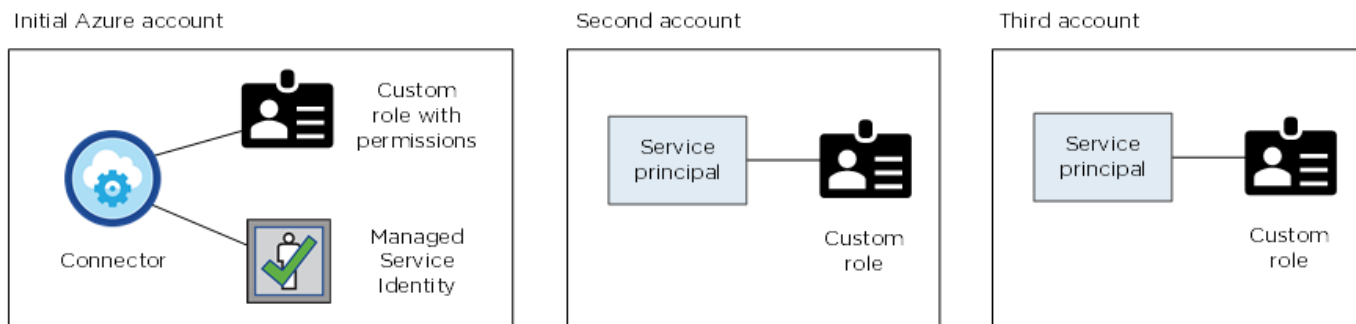 Initial Azure account
Custom
role with
permissions
Connector
Managed
Service
Identity
Second account
Service
principal
Custom
role
Third account
Service
principal
Custom
role